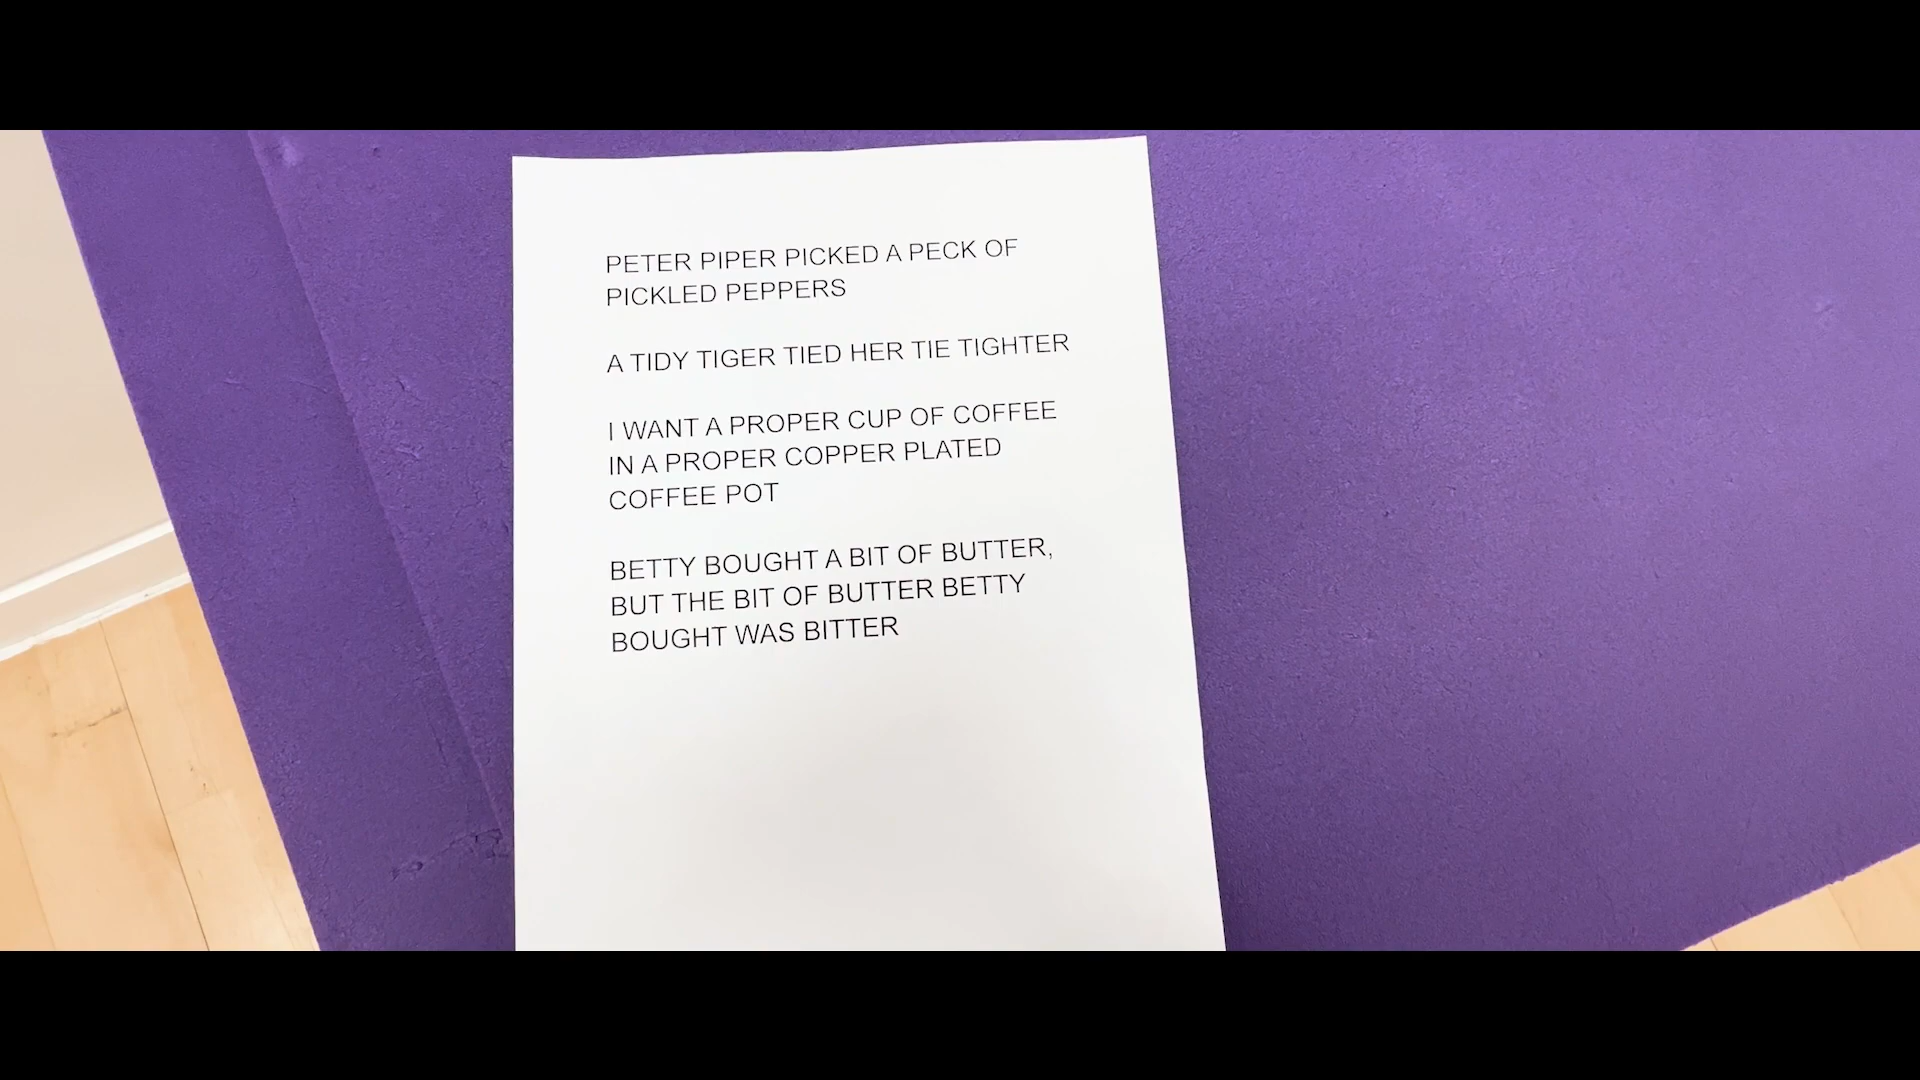 PETER PIPER PICKED A PECK OF
PICKLED PEPPERS
A TIDY TIGER TIED HER TIE TIGHTER
I WANT A PROPER CUP OF COFFEE
IN A PROPER COPPER PLATED
COFFEE POT
BETTY BOUGHT A BIT OF BUTTER,
BUT THE BIT OF BUTTER BETTY
BOUGHT WAS BITTER